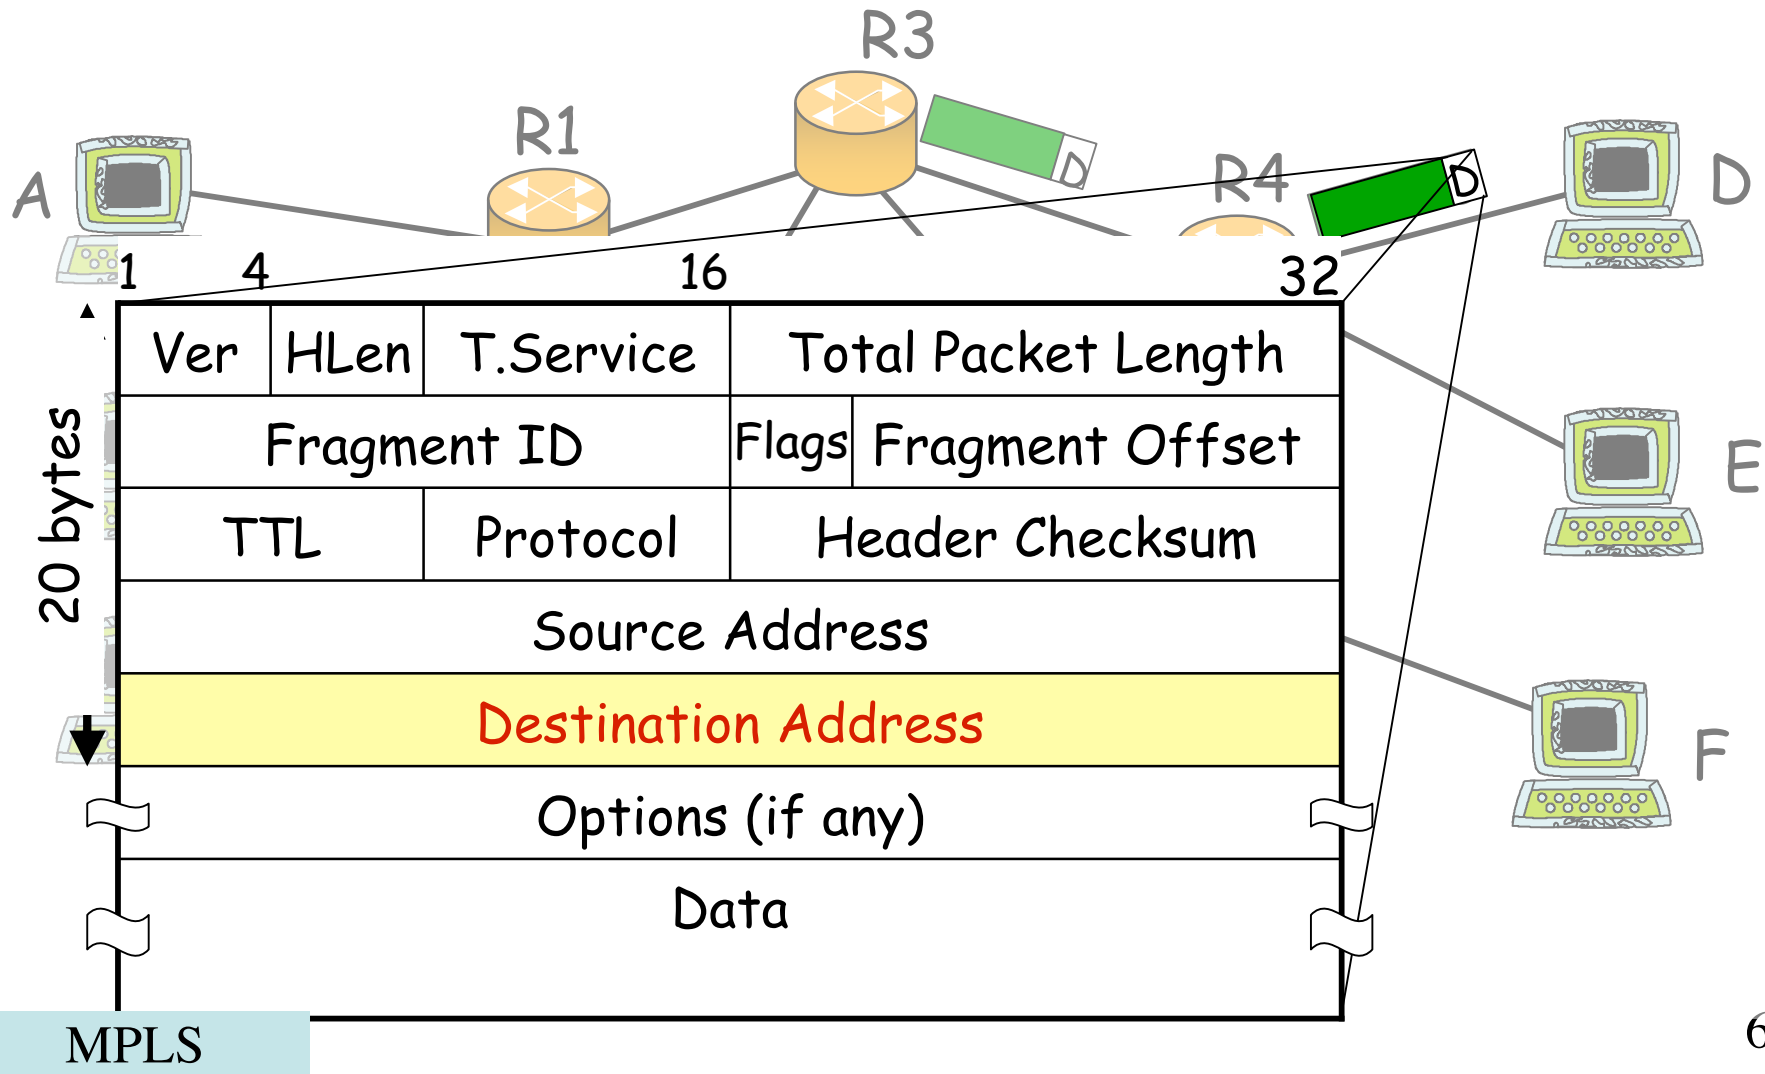 R3
R1
D
R4
D
D
A
1 4 16 32
Ver HLen T.Service Total Packet Length
Fragment ID Flags Fragment Offset
20 bytes
E
TTL Protocol Header Checksum
Source Address
Destination Address
F
Options (if any)
Data
MPLS
6